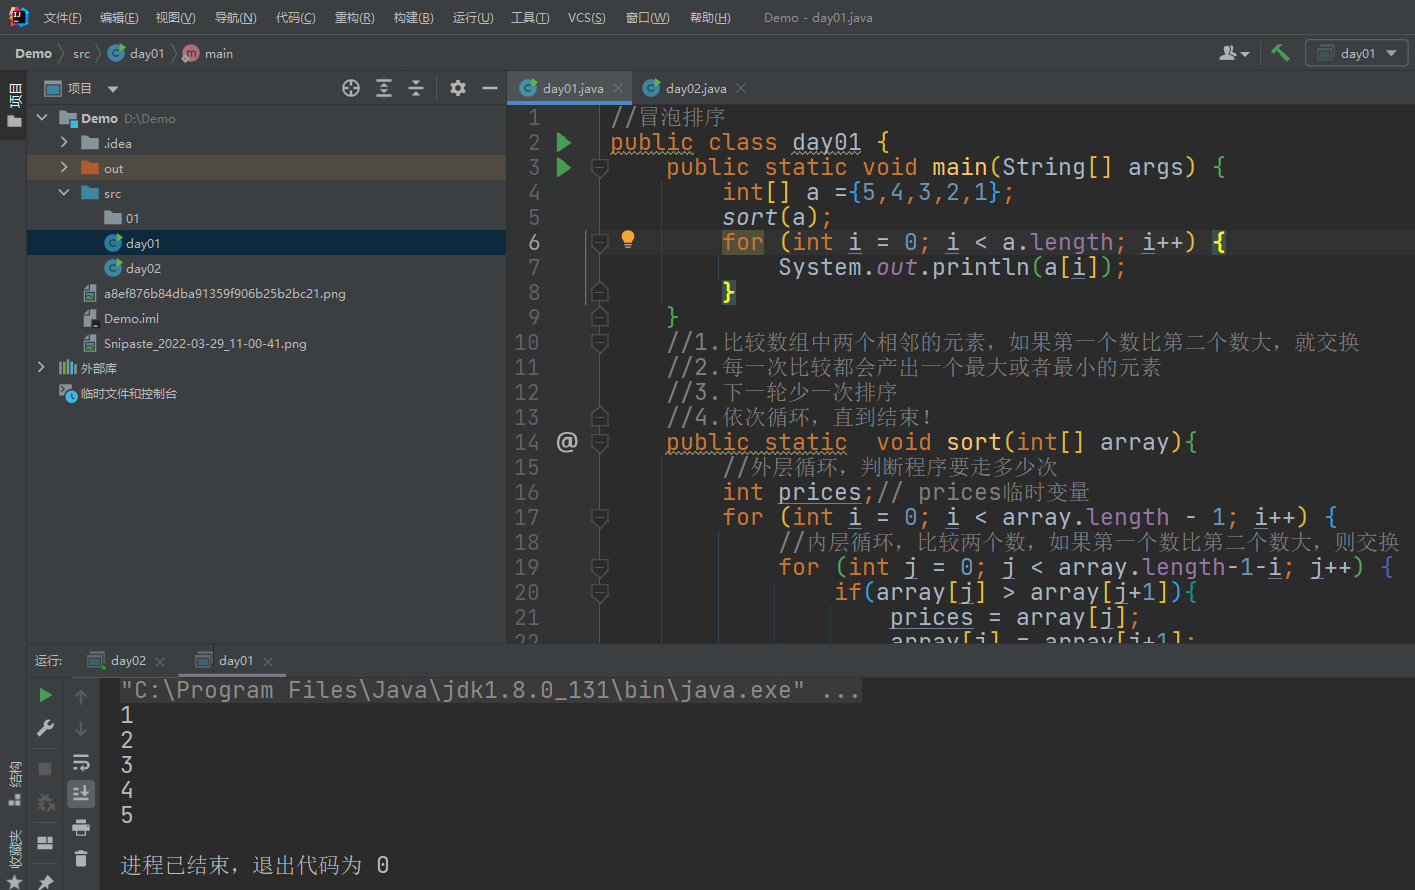 文件(F) 编辑(E) 视图(V) 导航(N) 代码(C) 重构(R) 构建(B) 运行(U) 工具(T) VCS(S) 窗口(W) 帮助(H) Demo - day01.java
Demo src day01 main day01
项目
项目
day01.java day02.java
Demo D:\Demo
.idea
out
src
01
day01
day02
a8ef876b84dba91359f906b25b2bc21.png
Demo.iml
Snipaste_2022-03-29_11-00-41.png
外部库
临时文件和控制台
1 //冒泡排序
2 public class day01 {
3 public static void main(String[] args) {
4 int[] a ={5,4,3,2,1};
5 sort(a);
6 for (int i = 0; i < a.length; i++) {
7 System.out.println(a[i]);
8 }
9 }
10 //1.比较数组中两个相邻的元素，如果第一个数比第二个数大，就交换
11 //2.每一次比较都会产出一个最大或者最小的元素
12 //3.下一轮少一次排序
13 //4.依次循环，直到结束！
14 @ public static  void sort(int[] array){
15 //外层循环，判断程序要走多少次
16 int prices;// prices临时变量
17 for (int i = 0; i < array.length - 1; i++) {
18 //内层循环，比较两个数，如果第一个数比第二个数大，则交换
19 for (int j = 0; j < array.length-1-i; j++) {
20 if(array[j] > array[j+1]){
21 prices = array[j];
22 array[j] = array[j+1];
运行: day02 day01
"C:\Program Files\Java\jdk1.8.0_131\bin\java.exe" ...
1
2
3
4
5
进程已结束，退出代码为 0
结构
收藏夹